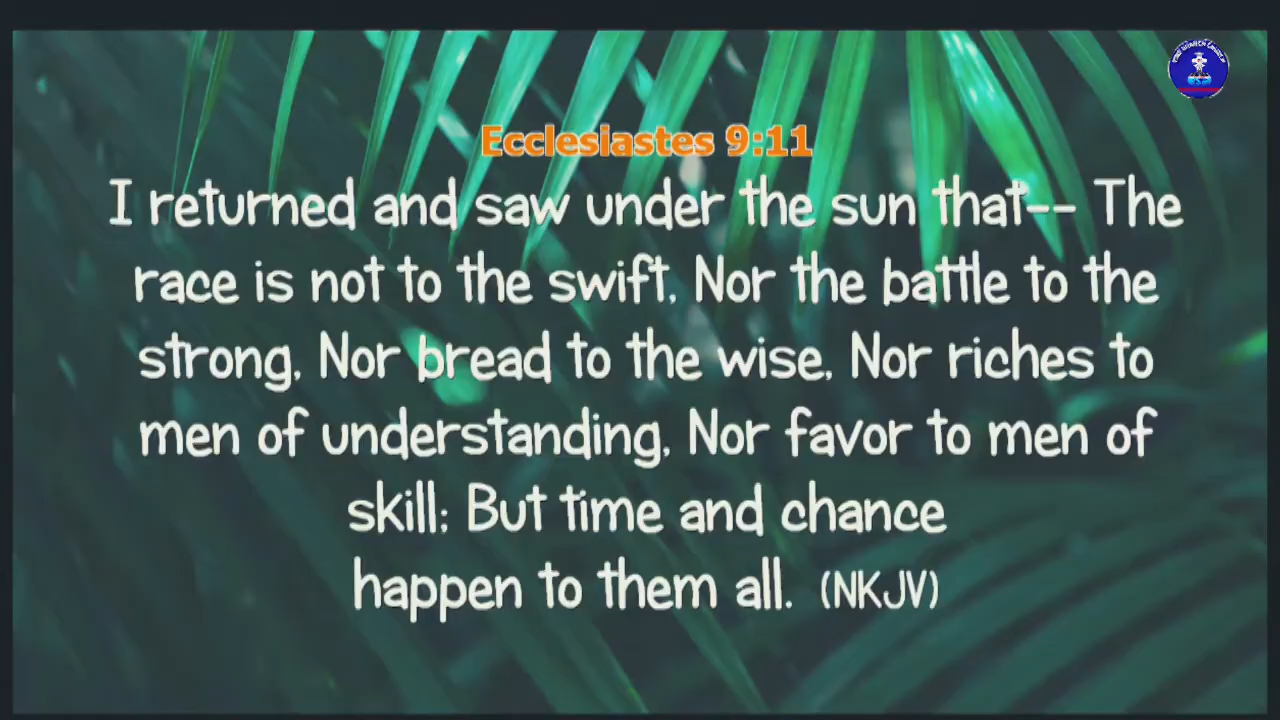 Ecclesiastes 9:11
I returned and saw under the sun that-- The
race is not to the swift, Nor the battle to the
strong, Nor bread to the wise, Nor riches to
men of understanding, Nor favor to men of
skill; But time and chance
happen to them all. (NKJV)